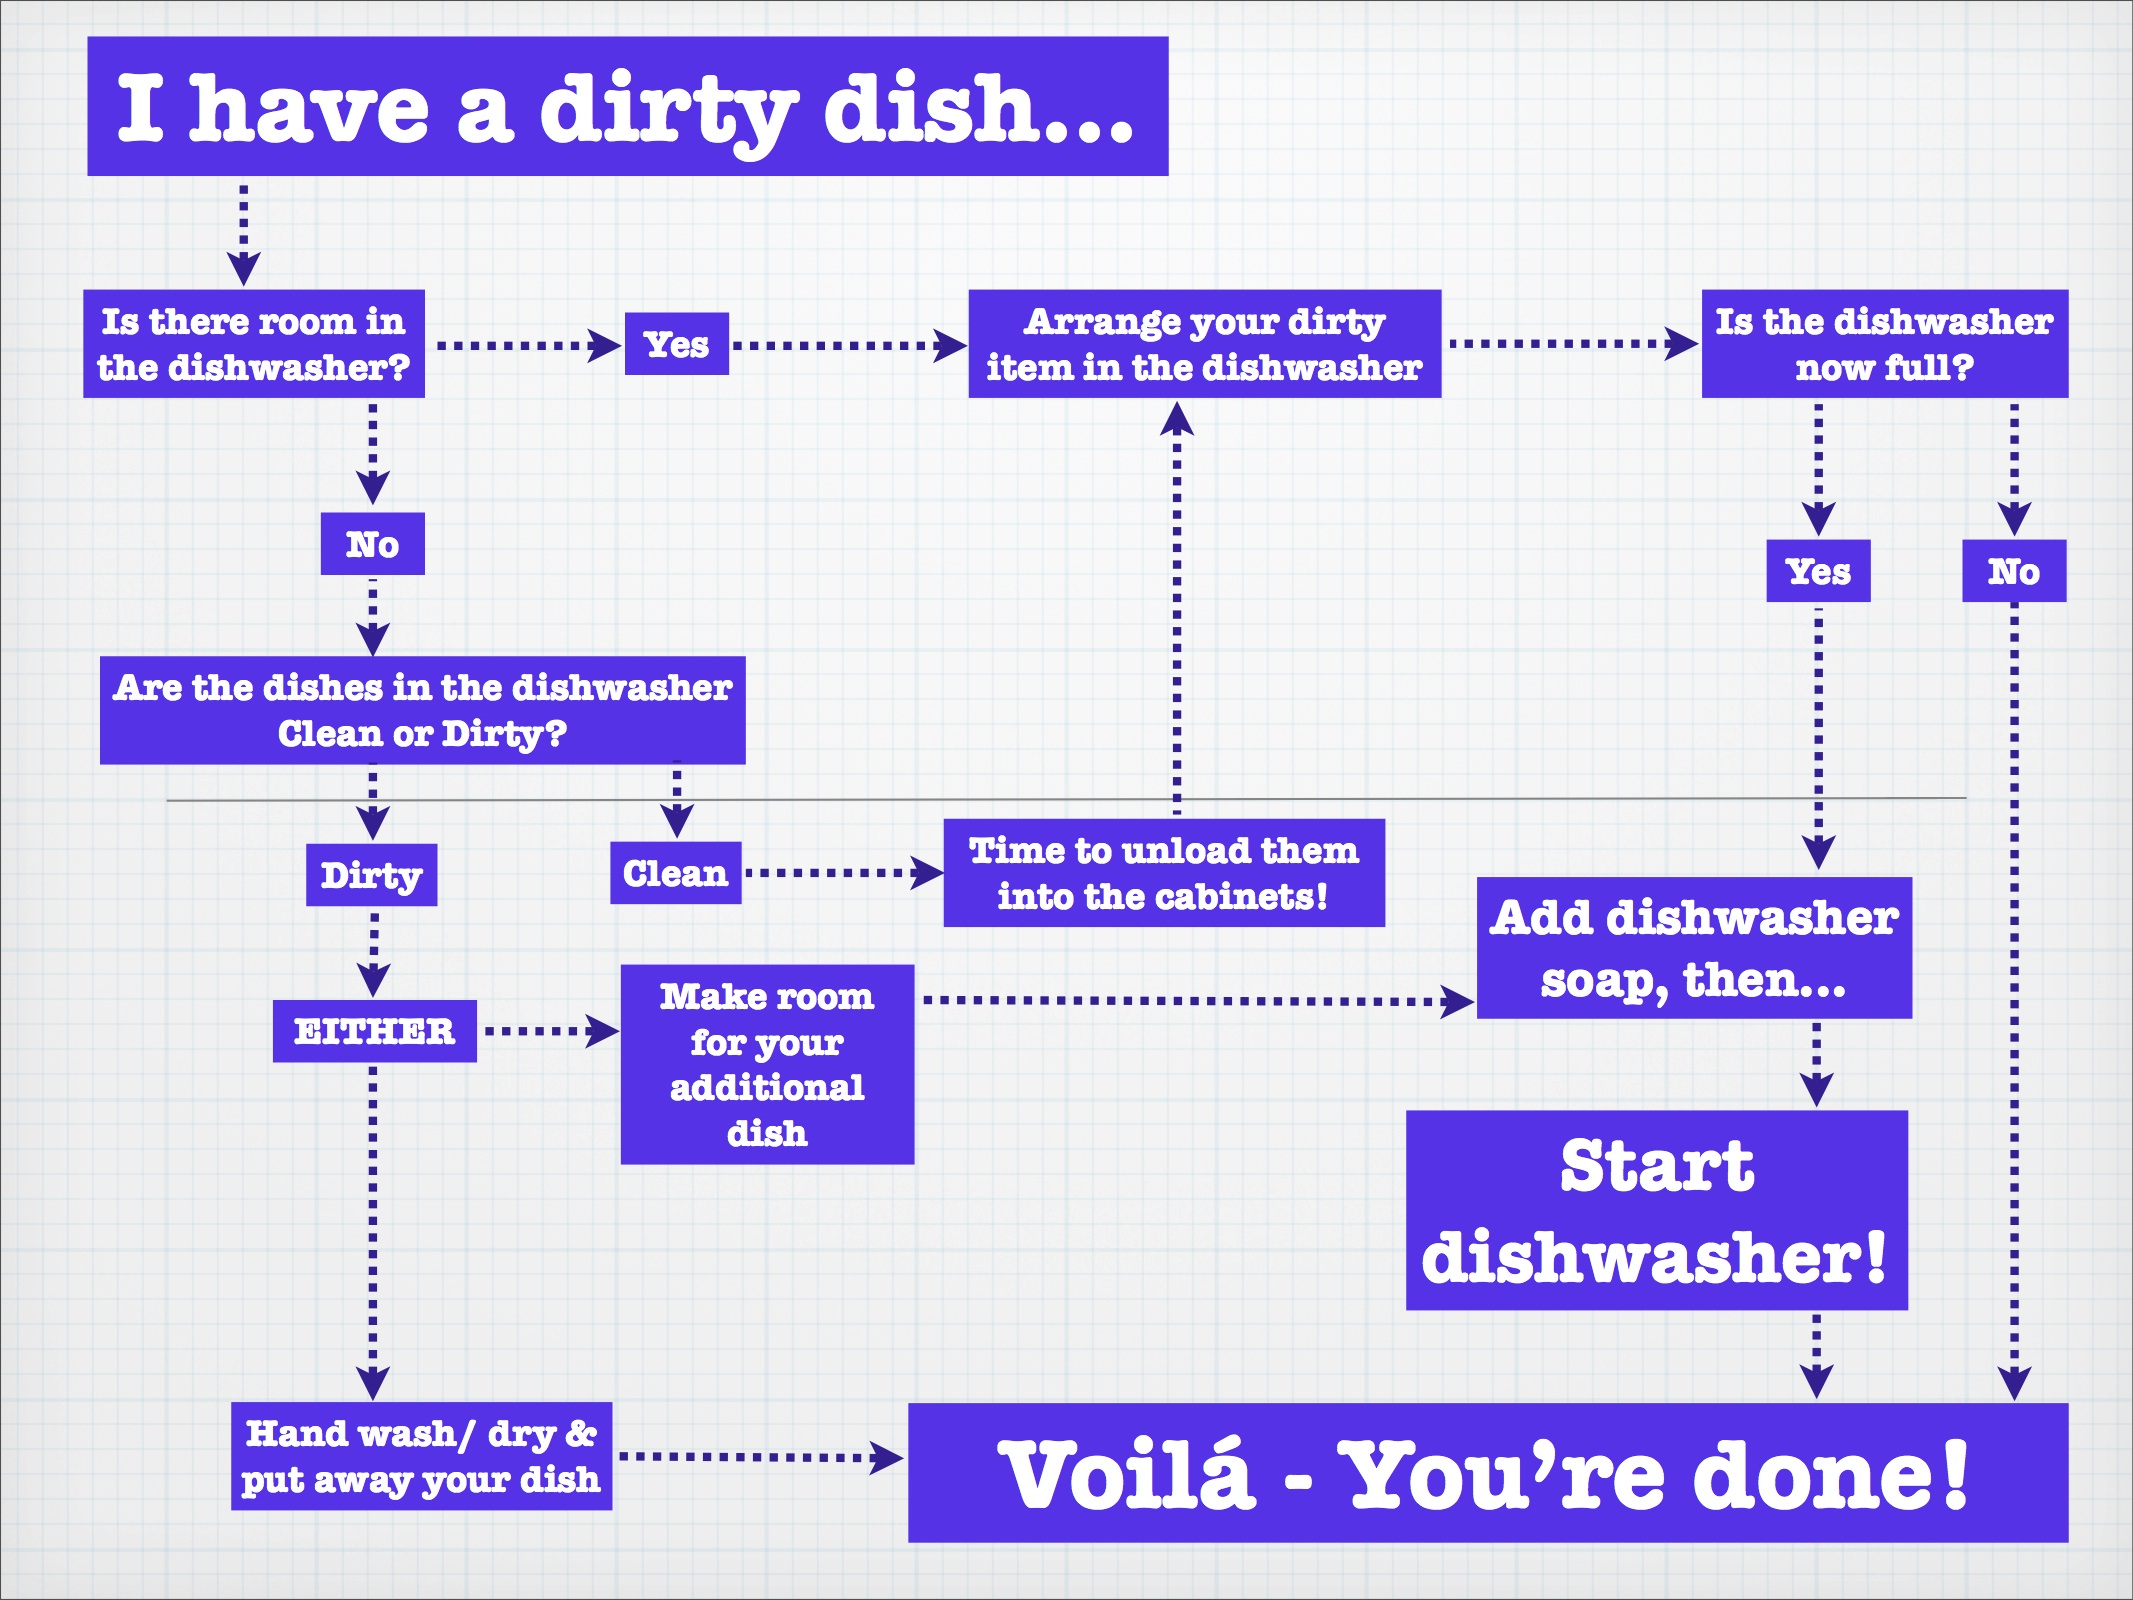 I have a dirty dish...
Is there room in
the dishwasher?
Yes
Arrange your dirty
item in the dishwasher
Is the dishwasher
now full?
No
Yes
No
Are the dishes in the dishwasher
Clean or Dirty?
Dirty
Clean
Time to unload them
into the cabinets!
Add dishwasher
soap, then...
EITHER
Make room
for your
additional
dish
Start
dishwasher!
Hand wash/ dry &
put away your dish
Voilá - You’re done!